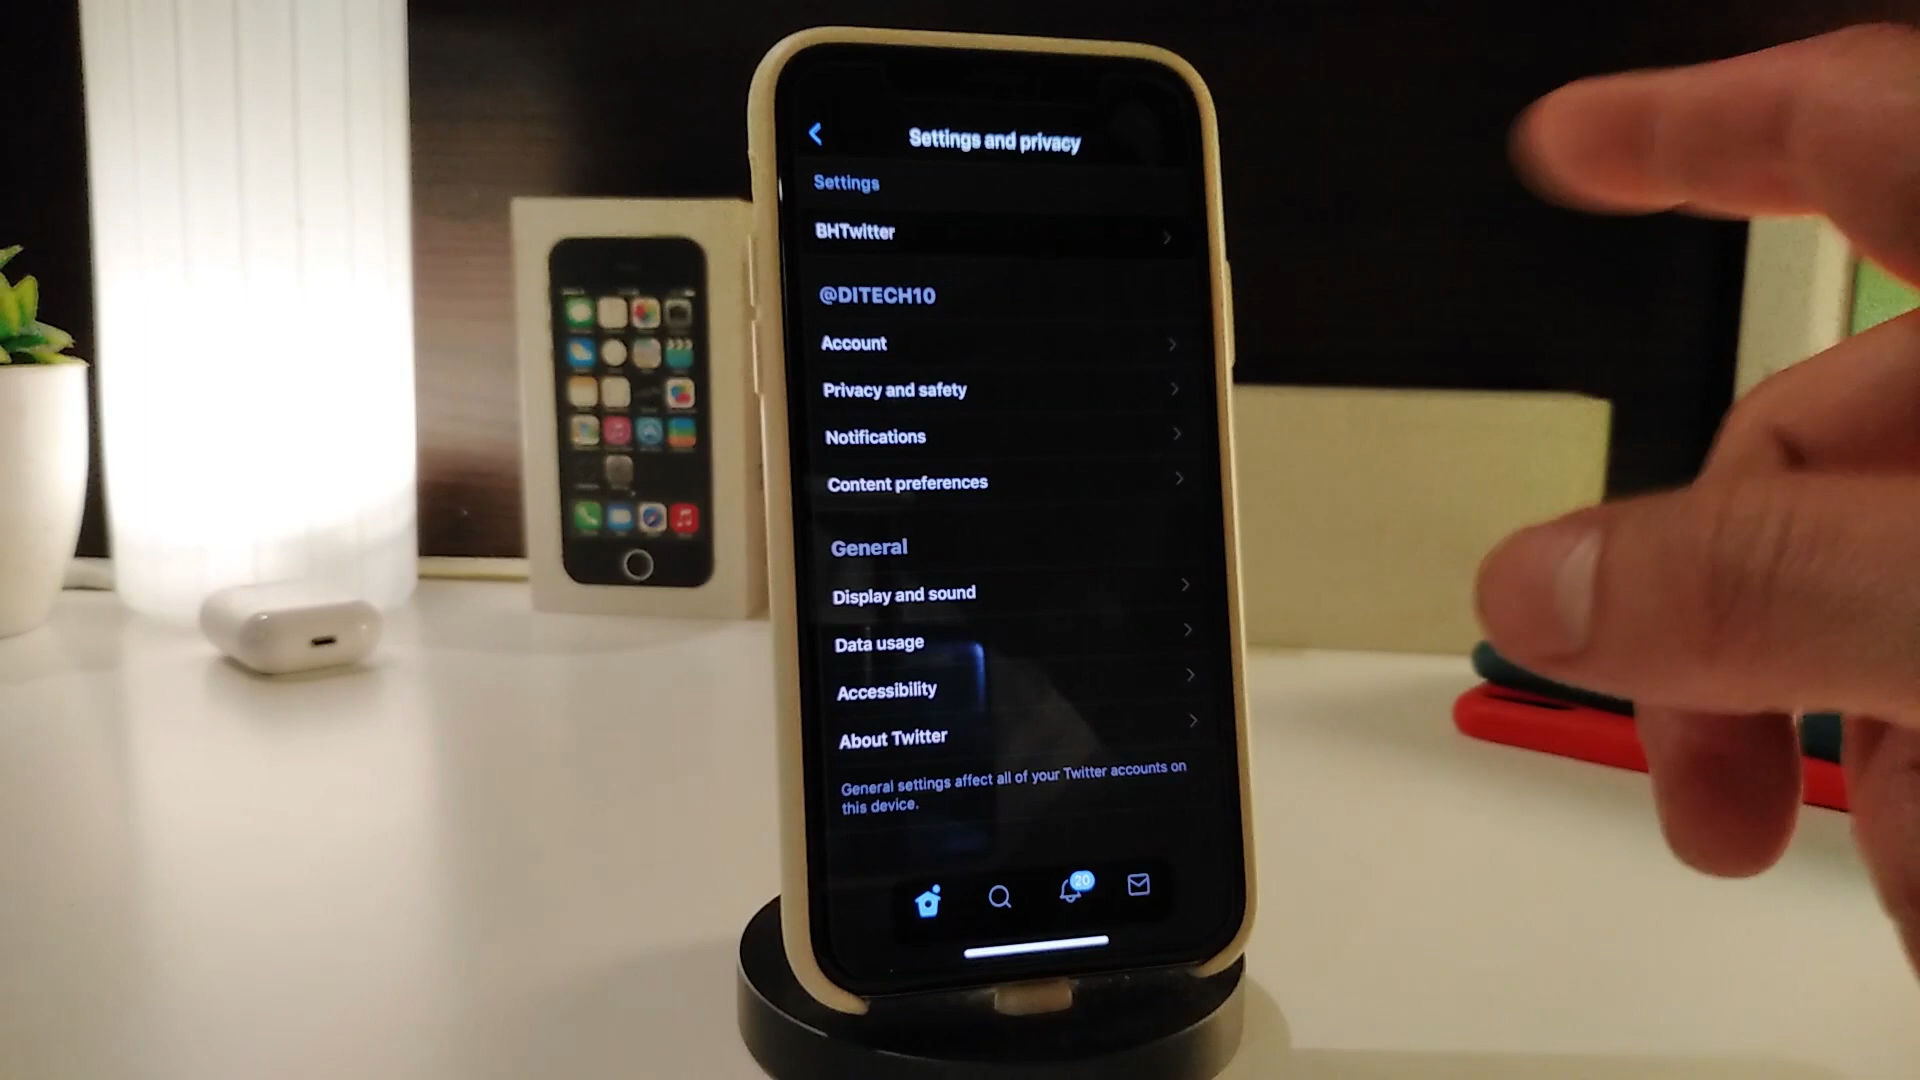 Settings and privacy
Settings
BHTwitter
@DITECH10
Account
Privacy and safety
Notifications
Content preferences
General
Display and sound
Data usage
Accessibility
About Twitter
General settings affect all of your Twitter accounts on
this device.
20